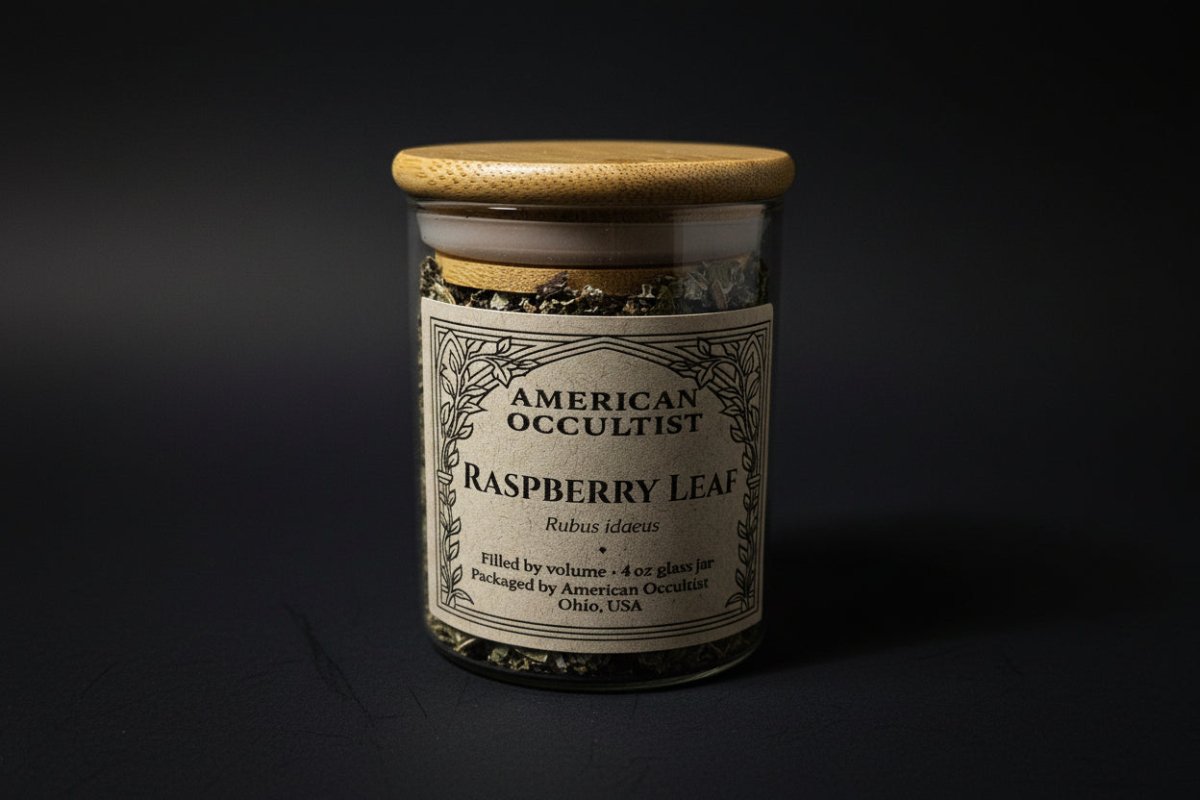 AMERICAN
OCCULTIST
RASPBERRY LEAF
Rubus idaeus
Filled by volume · 4 oz glass jar
Packaged by American Occultist
Ohio, USA